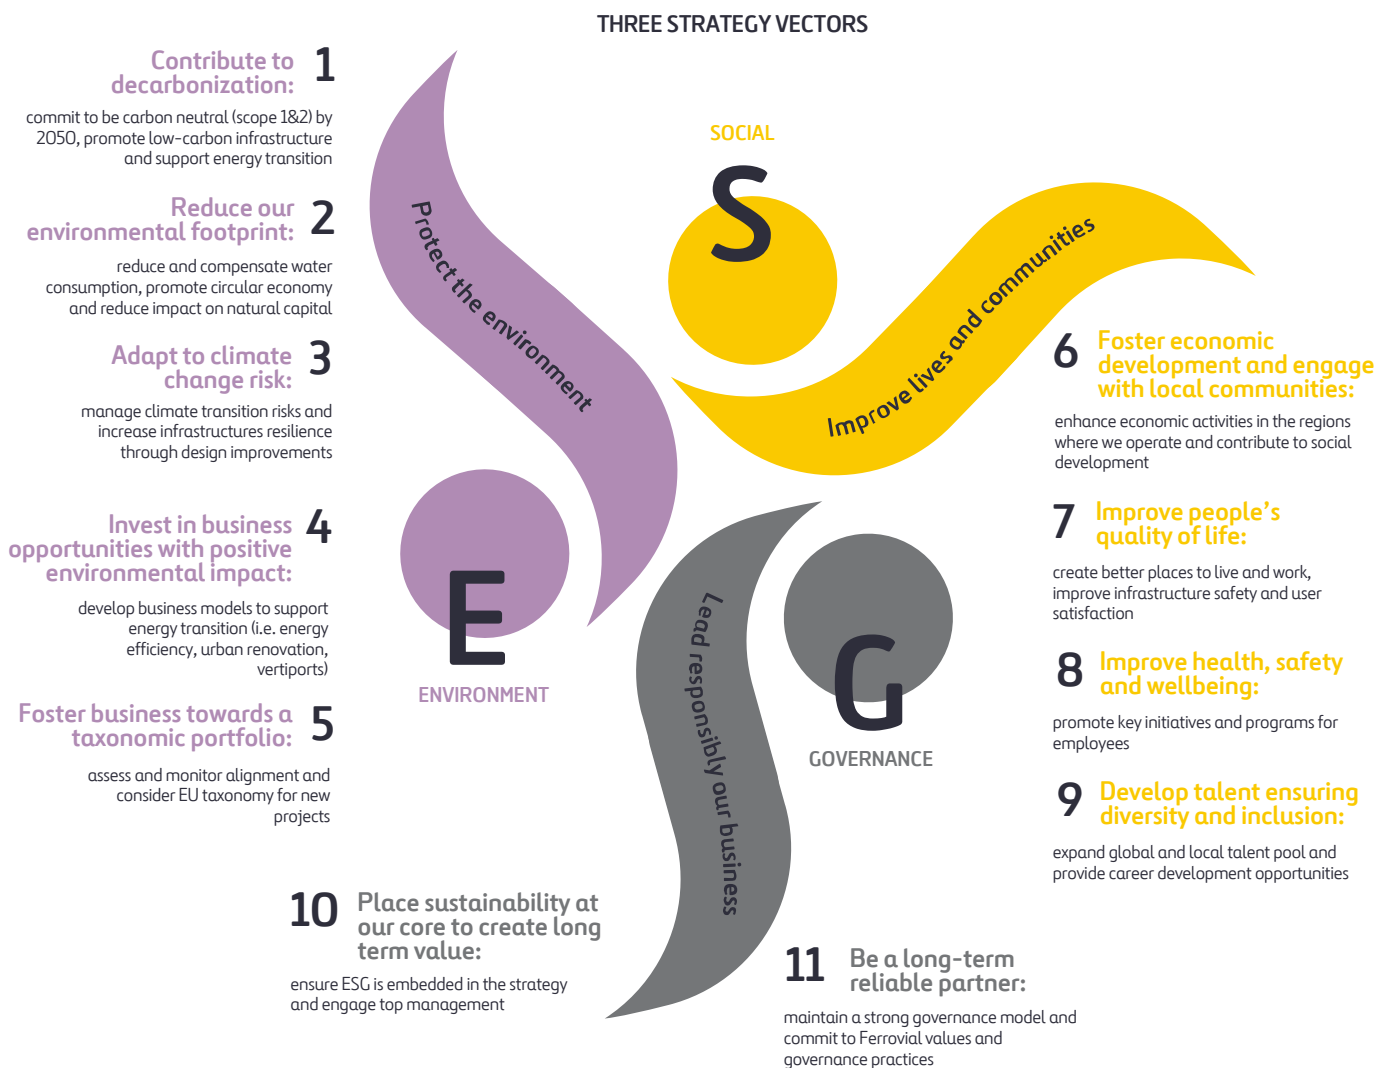 THREE STRATEGY VECTORS
1
Contribute to
decarbonization:
commit to be carbon neutral (scope 1&2) by
2050, promote low-carbon infrastructure
and support energy transition
2
Reduce our
environmental footprint:
reduce and compensate water
consumption, promote circular economy
and reduce impact on natural capital
3
Adapt to climate
change risk:
manage climate transition risks and
increase infrastructures resilience
through design improvements
4
Invest in business
opportunities with positive
environmental impact:
develop business models to support
energy transition (i.e. energy
efficiency, urban renovation,
vertiports)
5
Foster business towards a
taxonomic portfolio:
assess and monitor alignment and
consider EU taxonomy for new
projects
Protect the environment
E
ENVIRONMENT
SOCIAL
S
Improve lives and communities
6
Foster economic
development and engage
with local communities:
enhance economic activities in the regions
where we operate and contribute to social
development
7
Improve people's
quality of life:
create better places to live and work,
improve infrastructure safety and user
satisfaction
8
Improve health, safety
and wellbeing:
promote key initiatives and programs for
employees
9
Develop talent ensuring
diversity and inclusion:
expand global and local talent pool and
provide career development opportunities
Lead responsibly our business
G
GOVERNANCE
10
Place sustainability at
our core to create long
term value:
ensure ESG is embedded in the strategy
and engage top management
11
Be a long-term
reliable partner:
maintain a strong governance model and
commit to Ferrovial values and
governance practices